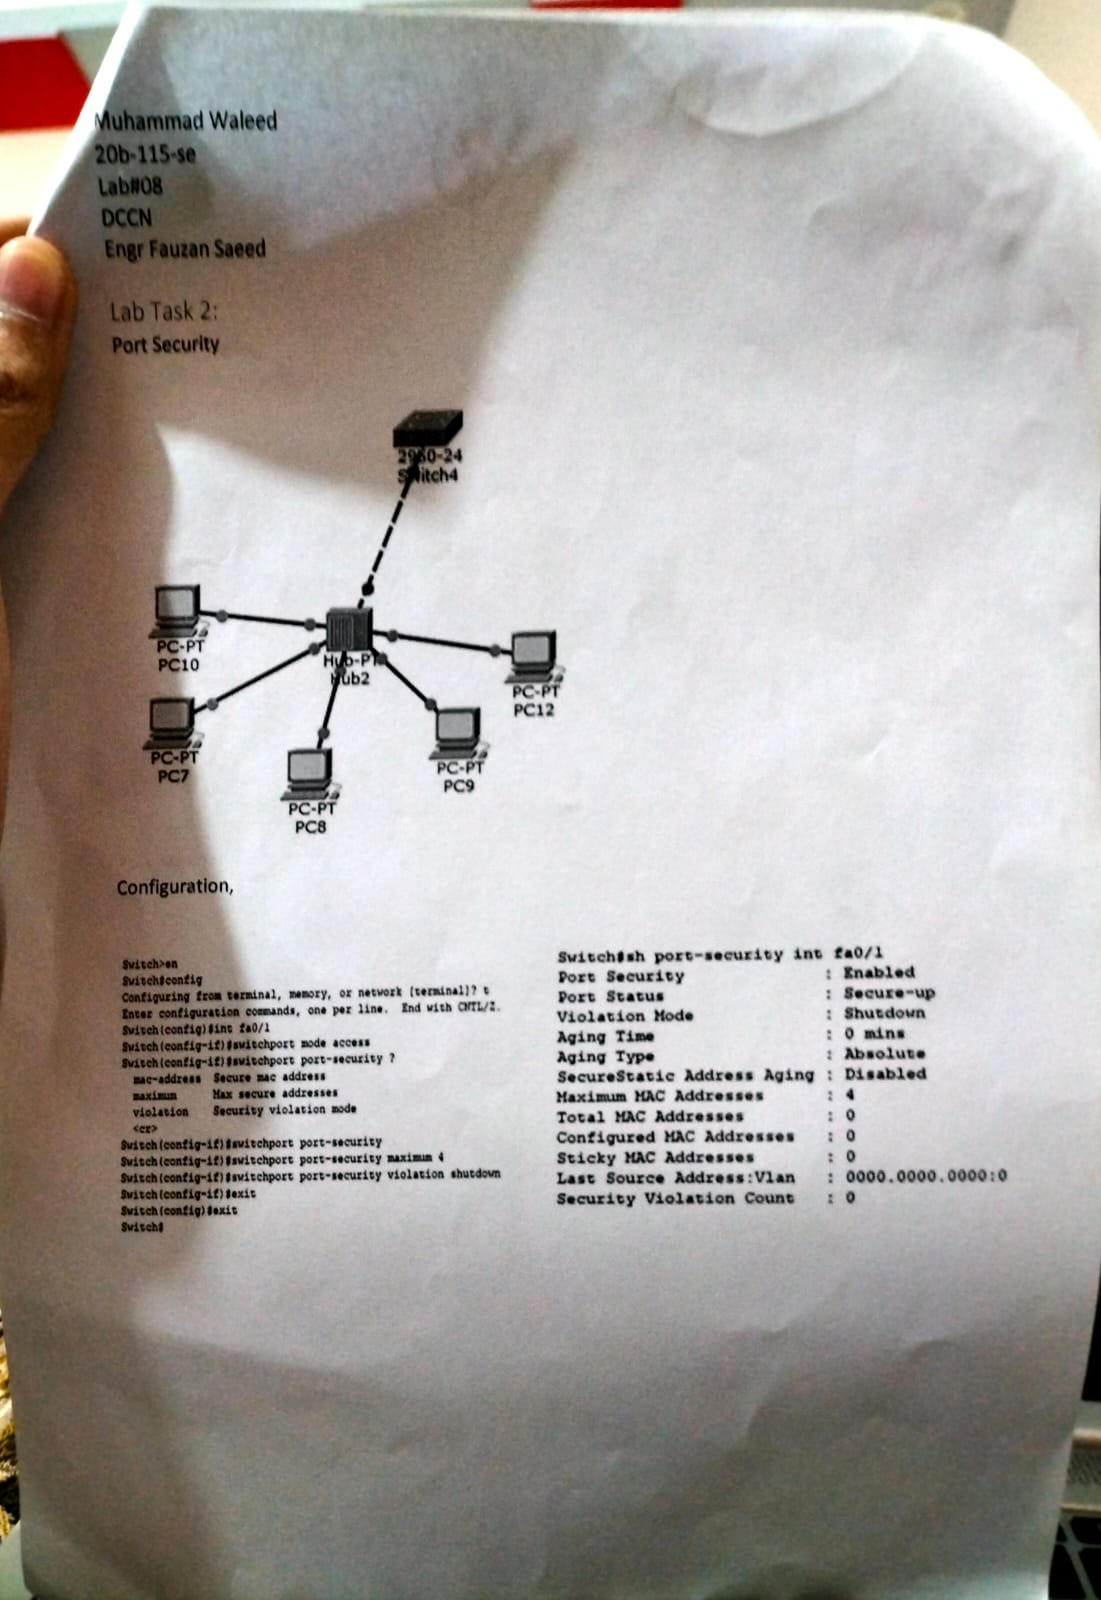 Muhammad Waleed
20b-115-se
Lab#08
DCCN
Engr Fauzan Saeed
Lab Task 2:
Port Security
2950-24
Switch4
PC-PT
PC10
Hub-PT
Hub2
PC-PT
PC12
PC-PT
PC7
PC-PT
PC9
PC-PT
PC8
Configuration,
Switch>en
Switch#config
Configuring from terminal, memory, or network [terminal]? t
Enter configuration commands, one per line.  End with CNTL/Z.
Switch(config)#int fa0/1
Switch(config-if)#switchport mode access
Switch(config-if)#switchport port-security ?
mac-address  Secure mac address
maximum      Max secure addresses
violation    Security violation mode
<cr>
Switch(config-if)#switchport port-security
Switch(config-if)#switchport port-security maximum 4
Switch(config-if)#switchport port-security violation shutdown
Switch(config-if)#exit
Switch(config)#exit
Switch#
Switch#sh port-security int fa0/1
Port Security              : Enabled
Port Status                : Secure-up
Violation Mode             : Shutdown
Aging Time                 : 0 mins
Aging Type                 : Absolute
SecureStatic Address Aging : Disabled
Maximum MAC Addresses      : 4
Total MAC Addresses        : 0
Configured MAC Addresses   : 0
Sticky MAC Addresses       : 0
Last Source Address:Vlan   : 0000.0000.0000:0
Security Violation Count   : 0